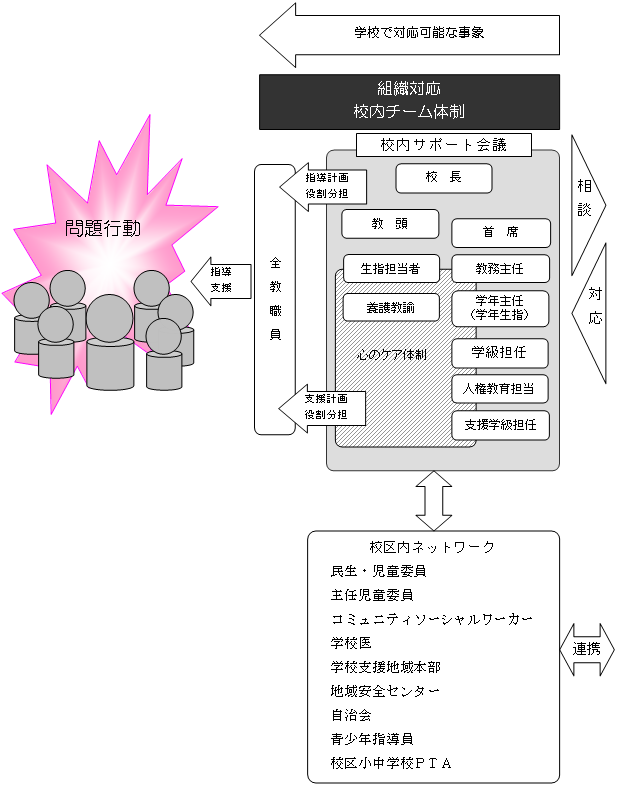 学校で対応可能な事象
組織対応
校内チーム体制
校内サポート会議
指導計画
役割分担
校 長
教 頭
首 席
相談
問題行動
指導
支援
全教職員
生指担当者
教務主任
養護教諭
学年主任
（学年生指）
対応
心のケア体制
学級担任
人権教育担当
支援計画
役割分担
支援学級担任
校区内ネットワーク
民生・児童委員
主任児童委員
コミュニティソーシャルワーカー
学校医
学校支援地域本部
地域安全センター
自治会
青少年指導員
校区小中学校ＰＴＡ
連携